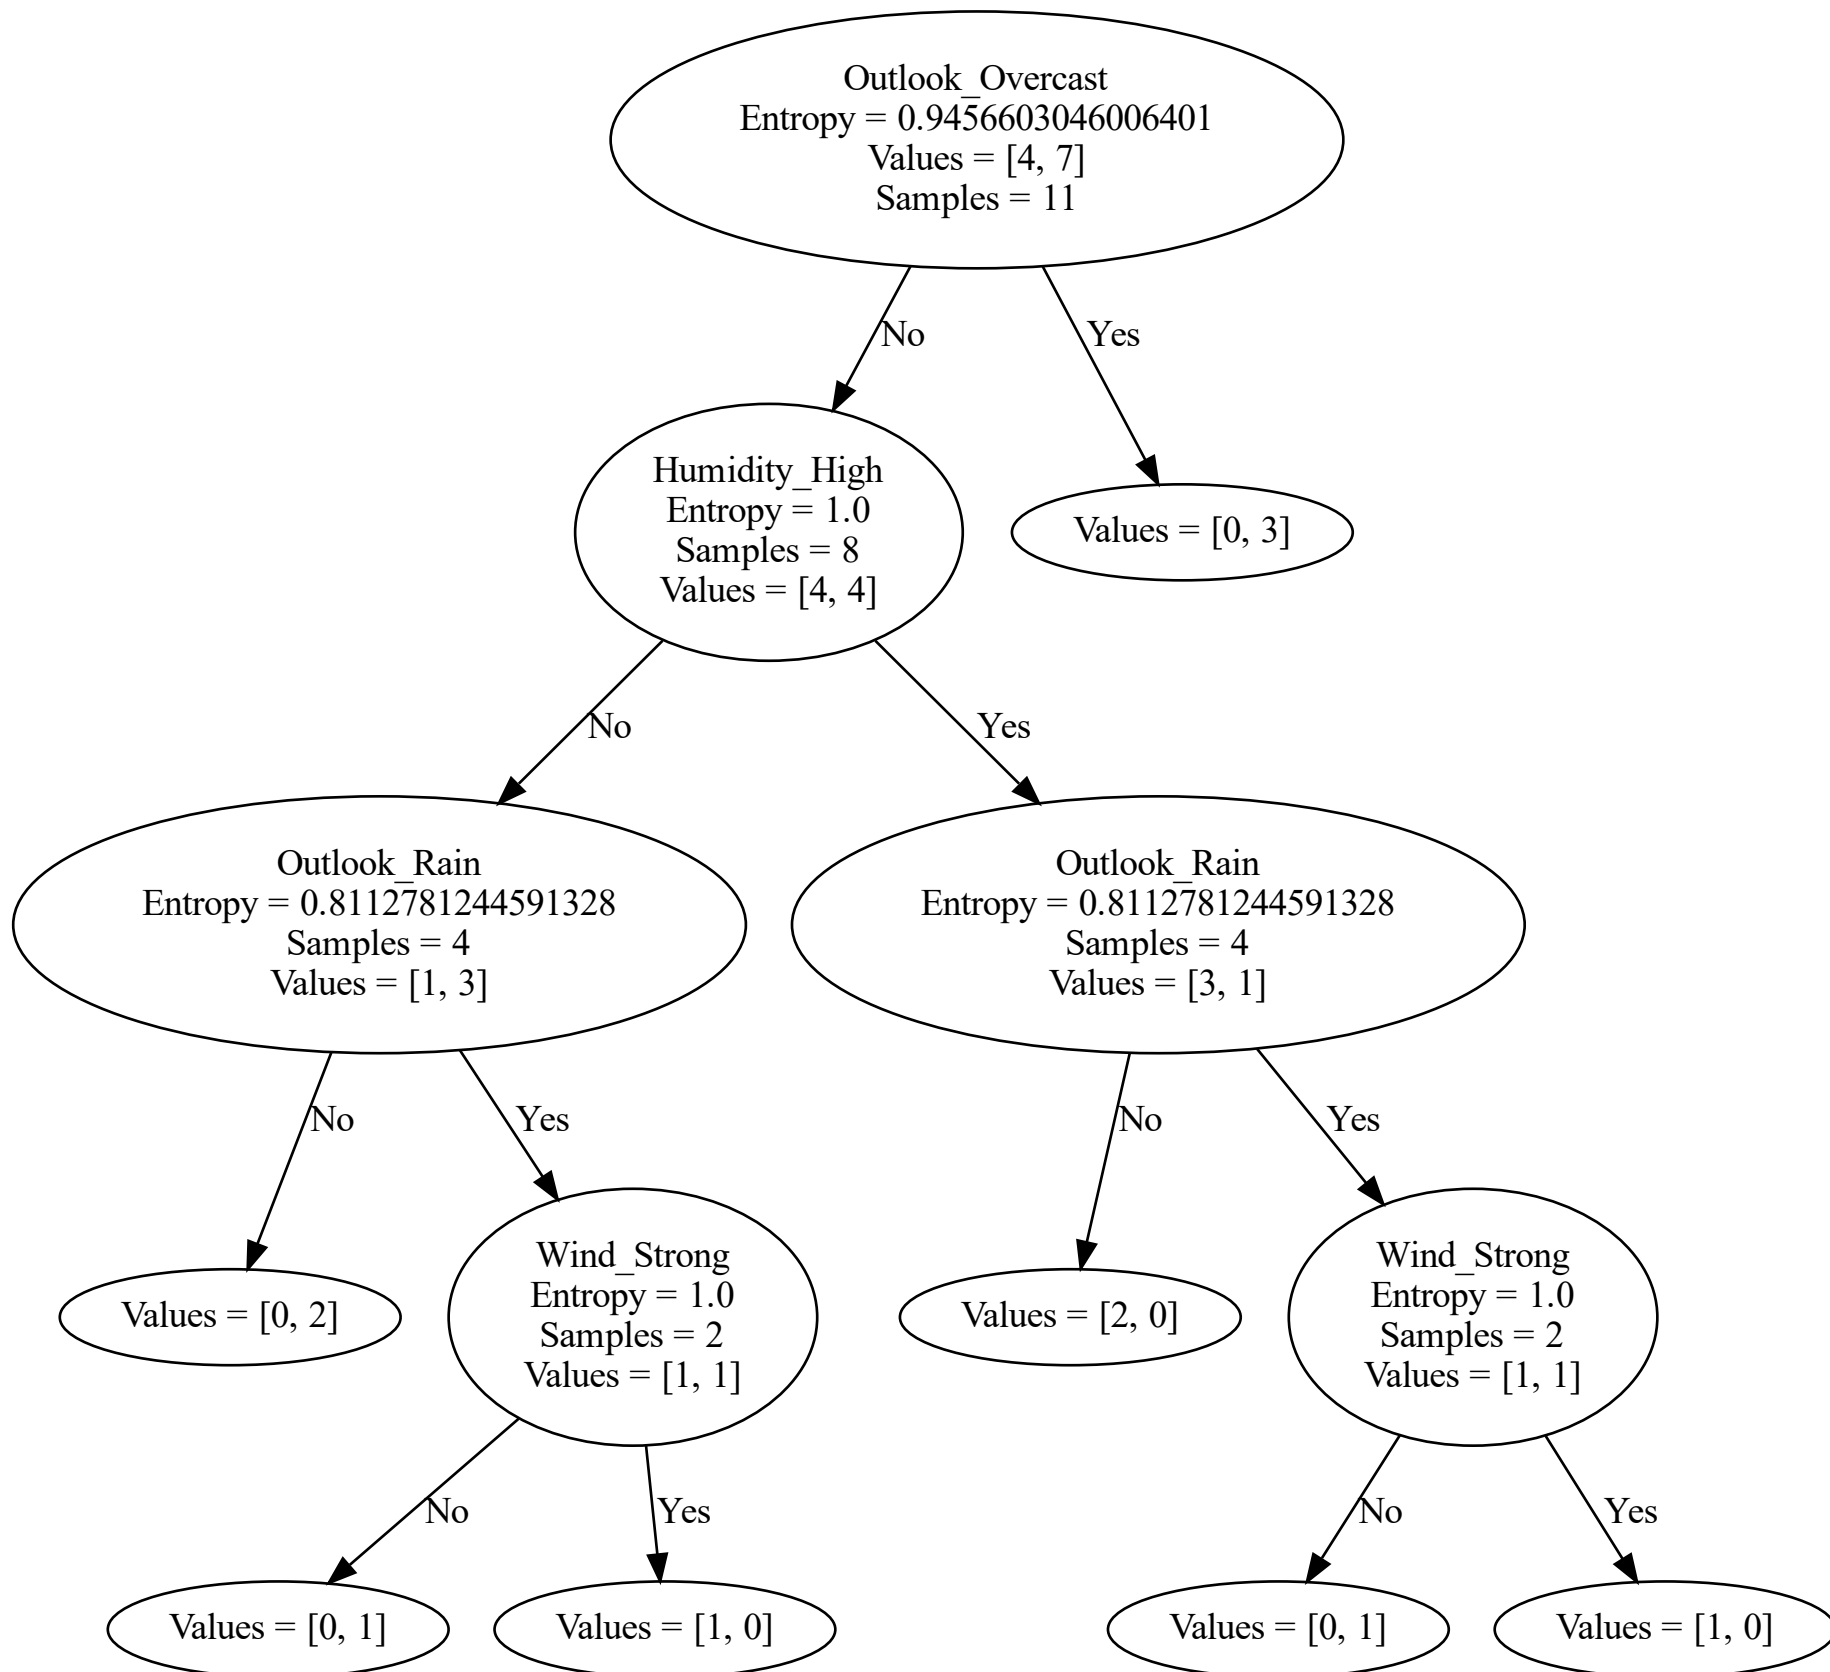 Outlook_Overcast
Entropy = 0.9456603046006401
Values = [4, 7]
Samples = 11
No
Yes
Humidity_High
Entropy = 1.0
Samples = 8
Values = [4, 4]
Values = [0, 3]
No
Yes
Outlook_Rain
Entropy = 0.8112781244591328
Samples = 4
Values = [1, 3]
Outlook_Rain
Entropy = 0.8112781244591328
Samples = 4
Values = [3, 1]
No
Yes
No
Yes
Values = [0, 2]
Wind_Strong
Entropy = 1.0
Samples = 2
Values = [1, 1]
Values = [2, 0]
Wind_Strong
Entropy = 1.0
Samples = 2
Values = [1, 1]
No
Yes
No
Yes
Values = [0, 1]
Values = [1, 0]
Values = [0, 1]
Values = [1, 0]